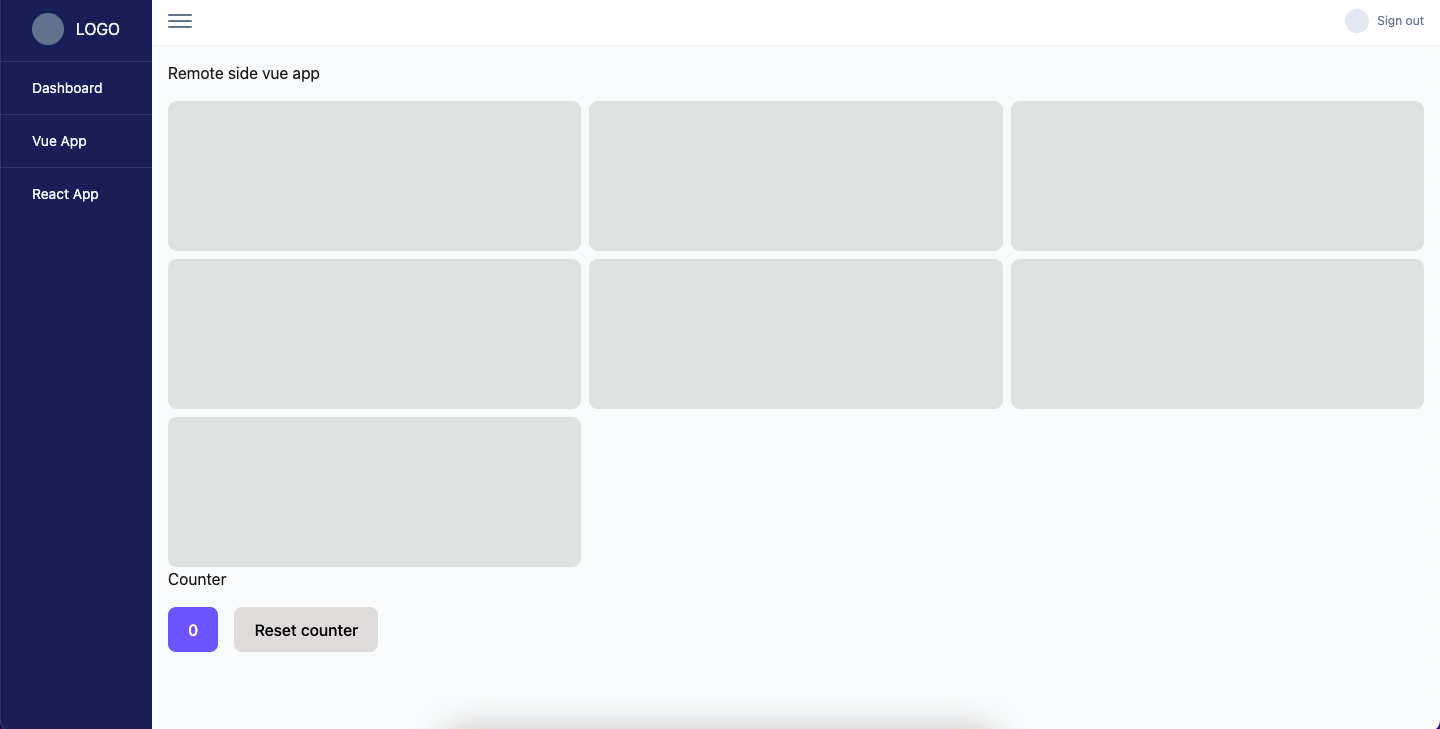 LOGO
Dashboard
Vue App
React App
Sign out
Remote side vue app
Counter
0
Reset counter